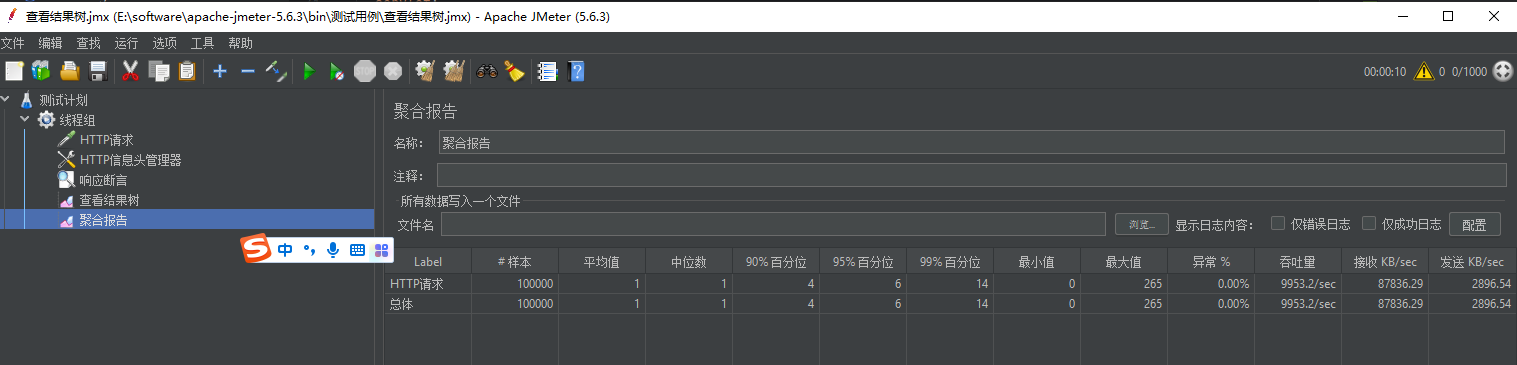 查看结果树.jmx (E:\software\apache-jmeter-5.6.3\bin\测试用例\查看结果树.jmx) - Apache JMeter (5.6.3)
文件 编辑 查找 运行 选项 工具 帮助
STOP 00:00:10 0 0/1000
测试计划
线程组
HTTP请求
HTTP信息头管理器
响应断言
查看结果树
聚合报告
S 中
聚合报告
名称: 聚合报告
注释:
所有数据写入一个文件
文件名 浏览... 显示日志内容: 仅错误日志 仅成功日志 配置
Label # 样本 平均值 中位数 90% 百分位 95% 百分位 99% 百分位 最小值 最大值 异常 % 吞吐量 接收 KB/sec 发送 KB/sec
HTTP请求 100000 1 1 4 6 14 0 265 0.00% 9953.2/sec 87836.29 2896.54
总体 100000 1 1 4 6 14 0 265 0.00% 9953.2/sec 87836.29 2896.54